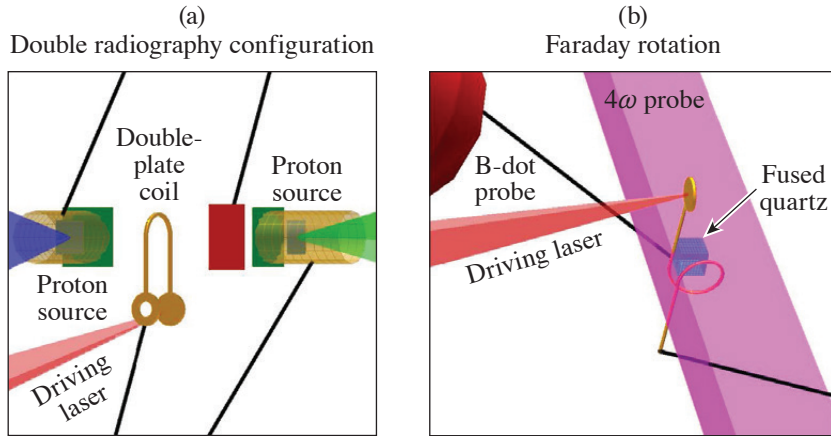 (a)
Double radiography configuration
Double-
plate
coil
Proton
source
Proton
source
Driving
laser
(b)
Faraday rotation
4ω probe
B-dot
probe
Fused
quartz
Driving laser